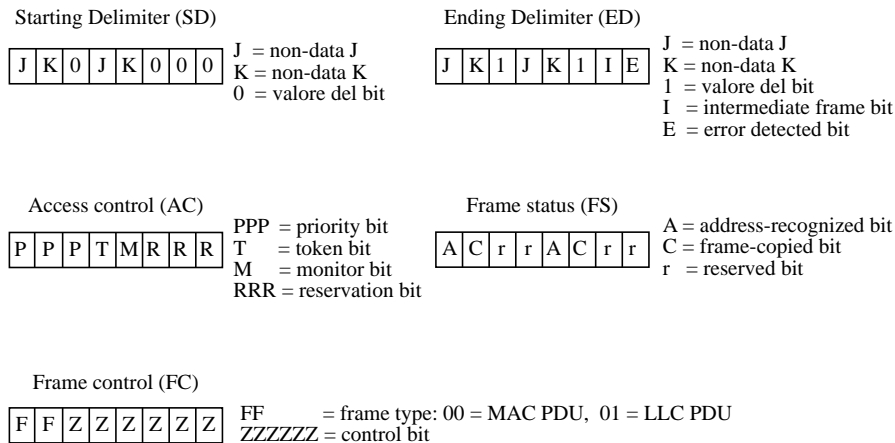 Starting Delimiter (SD)
J K 0 J K 0 0 0
J = non-data J
K = non-data K
0 = valore del bit
Ending Delimiter (ED)
J K 1 J K 1 I E
J = non-data J
K = non-data K
1 = valore del bit
I = intermediate frame bit
E = error detected bit
Access control (AC)
P P P T M R R R
PPP = priority bit
T = token bit
M = monitor bit
RRR = reservation bit
Frame status (FS)
A C r r A C r r
A = address-recognized bit
C = frame-copied bit
r = reserved bit
Frame control (FC)
F F Z Z Z Z Z Z
FF = frame type: 00 = MAC PDU, 01 = LLC PDU
ZZZZZZ = control bit